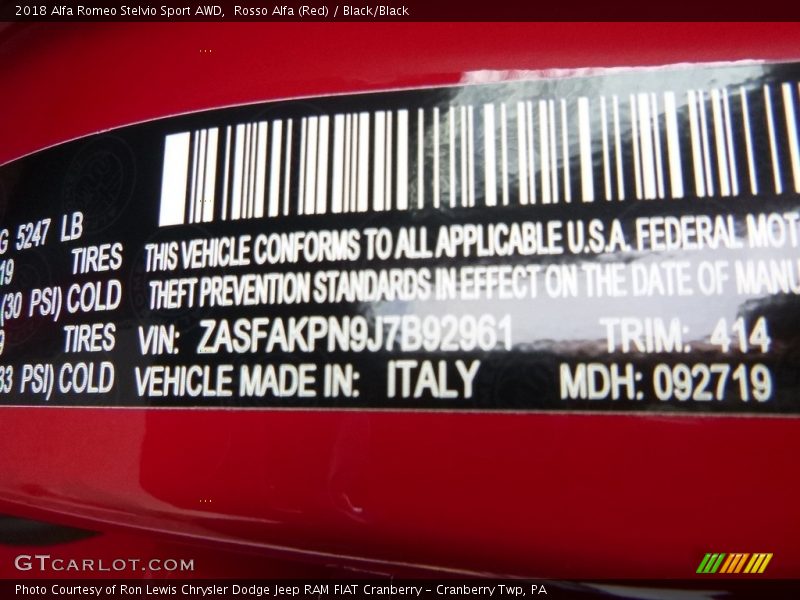 2018 Alfa Romeo Stelvio Sport AWD, Rosso Alfa (Red) / Black/Black
G 5247 LB
19 TIRES
(30 PSI) COLD
9 TIRES
33 PSI) COLD
THIS VEHICLE CONFORMS TO ALL APPLICABLE U.S.A. FEDERAL MOT
THEFT PREVENTION STANDARDS IN EFFECT ON THE DATE OF MANU
VIN: ZASFAKPN9J7B92961 TRIM: 414
VEHICLE MADE IN: ITALY MDH: 092719
GTCARLOT.COM
Photo Courtesy of Ron Lewis Chrysler Dodge Jeep RAM FIAT Cranberry – Cranberry Twp, PA